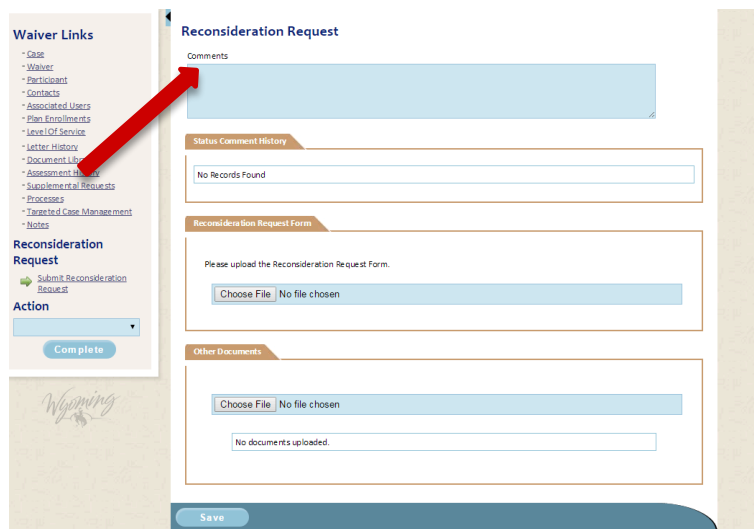 Waiver Links
- Case
- Waiver
- Participant
- Contacts
- Associated Users
- Plan Enrollments
- Level Of Service
- Letter History
- Document
- Assessment
- Supplemental Requests
- Processes
- Targeted Case Management
- Notes
Reconsideration
Request
Submit Reconsideration
Request
Action
Complete
Wyoming
Reconsideration Request
Comments
Status Comment History
No Records Found
Reconsideration Request Form
Please upload the Reconsideration Request Form.
Choose File No file chosen
Other Documents
Choose File No file chosen
No documents uploaded.
Save